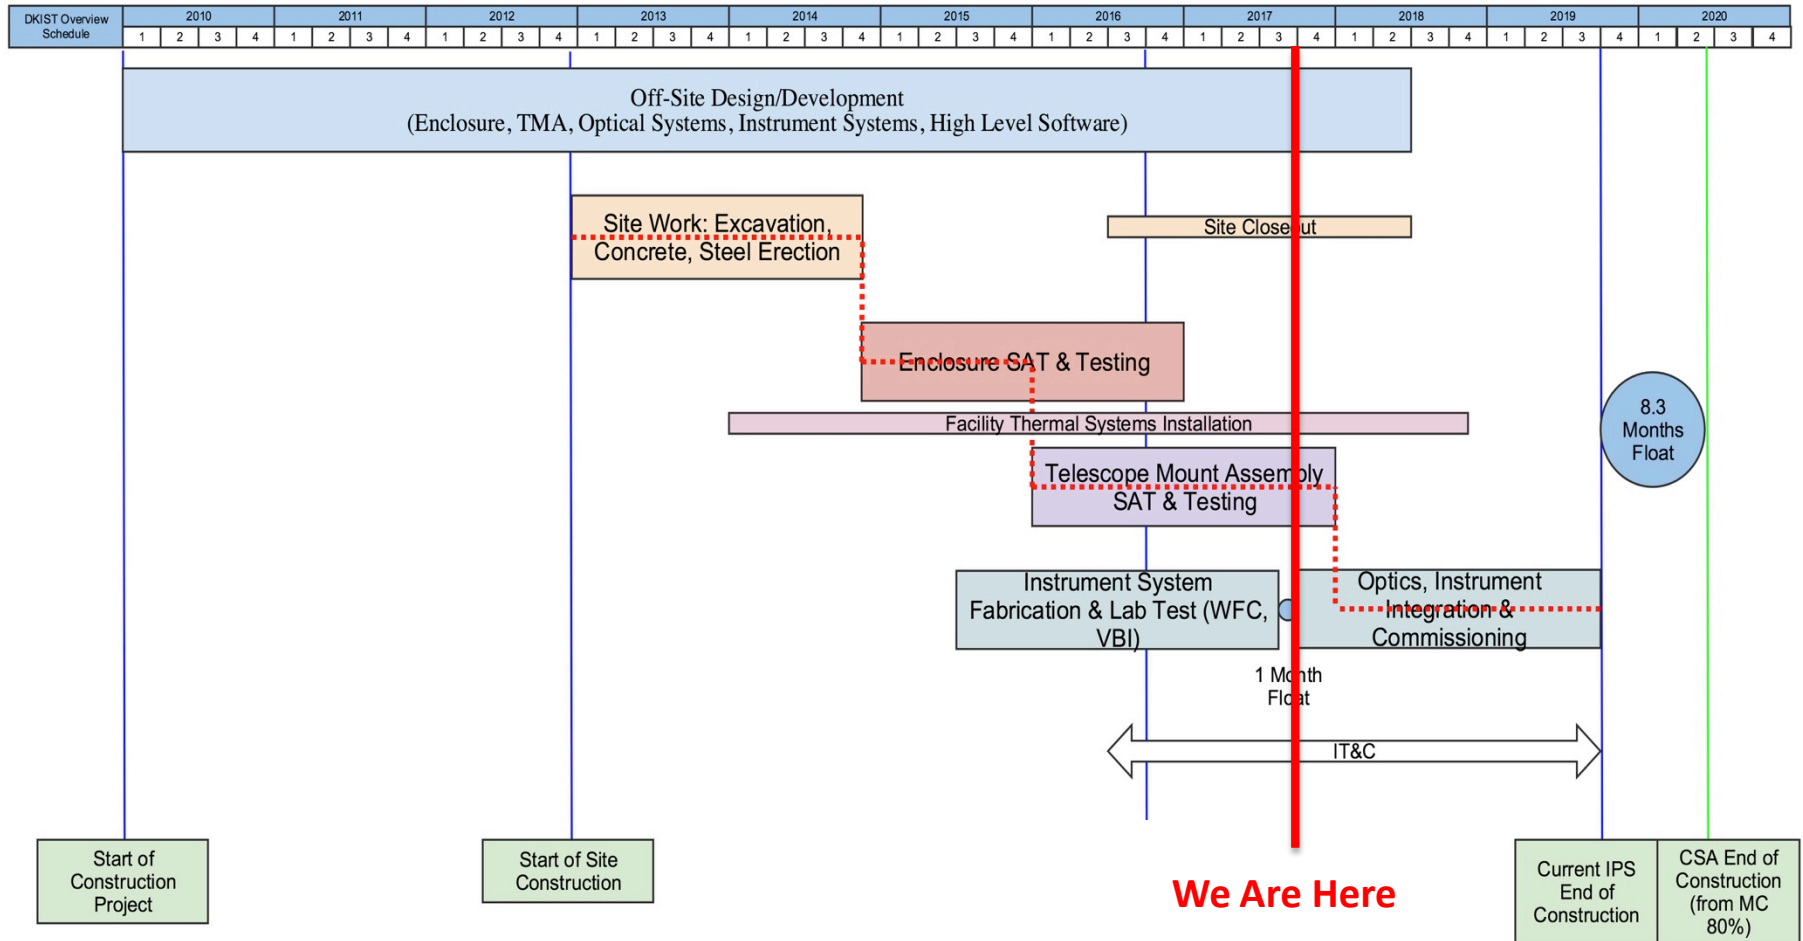 DKIST Overview
Schedule
2010 2011 2012 2013 2014 2015 2016 2017 2018 2019 2020
1 2 3 4 1 2 3 4 1 2 3 4 1 2 3 4 1 2 3 4 1 2 3 4 1 2 3 4 1 2 3 4 1 2 3 4 1 2 3 4 1 2 3 4
Off-Site Design/Development
(Enclosure, TMA, Optical Systems, Instrument Systems, High Level Software)
Site Work: Excavation,
Concrete, Steel Erection
Site Closeout
Enclosure SAT & Testing
8.3
Months
Float
Facility Thermal Systems Installation
Telescope Mount Assembly
SAT & Testing
Instrument System
Fabrication & Lab Test (WFC,
VBI)
Optics, Instrument
Integration &
Commissioning
1 Month
Float
IT&C
Start of
Construction
Project
Start of Site
Construction
We Are Here
Current IPS
End of
Construction
CSA End of
Construction
(from MC
80%)